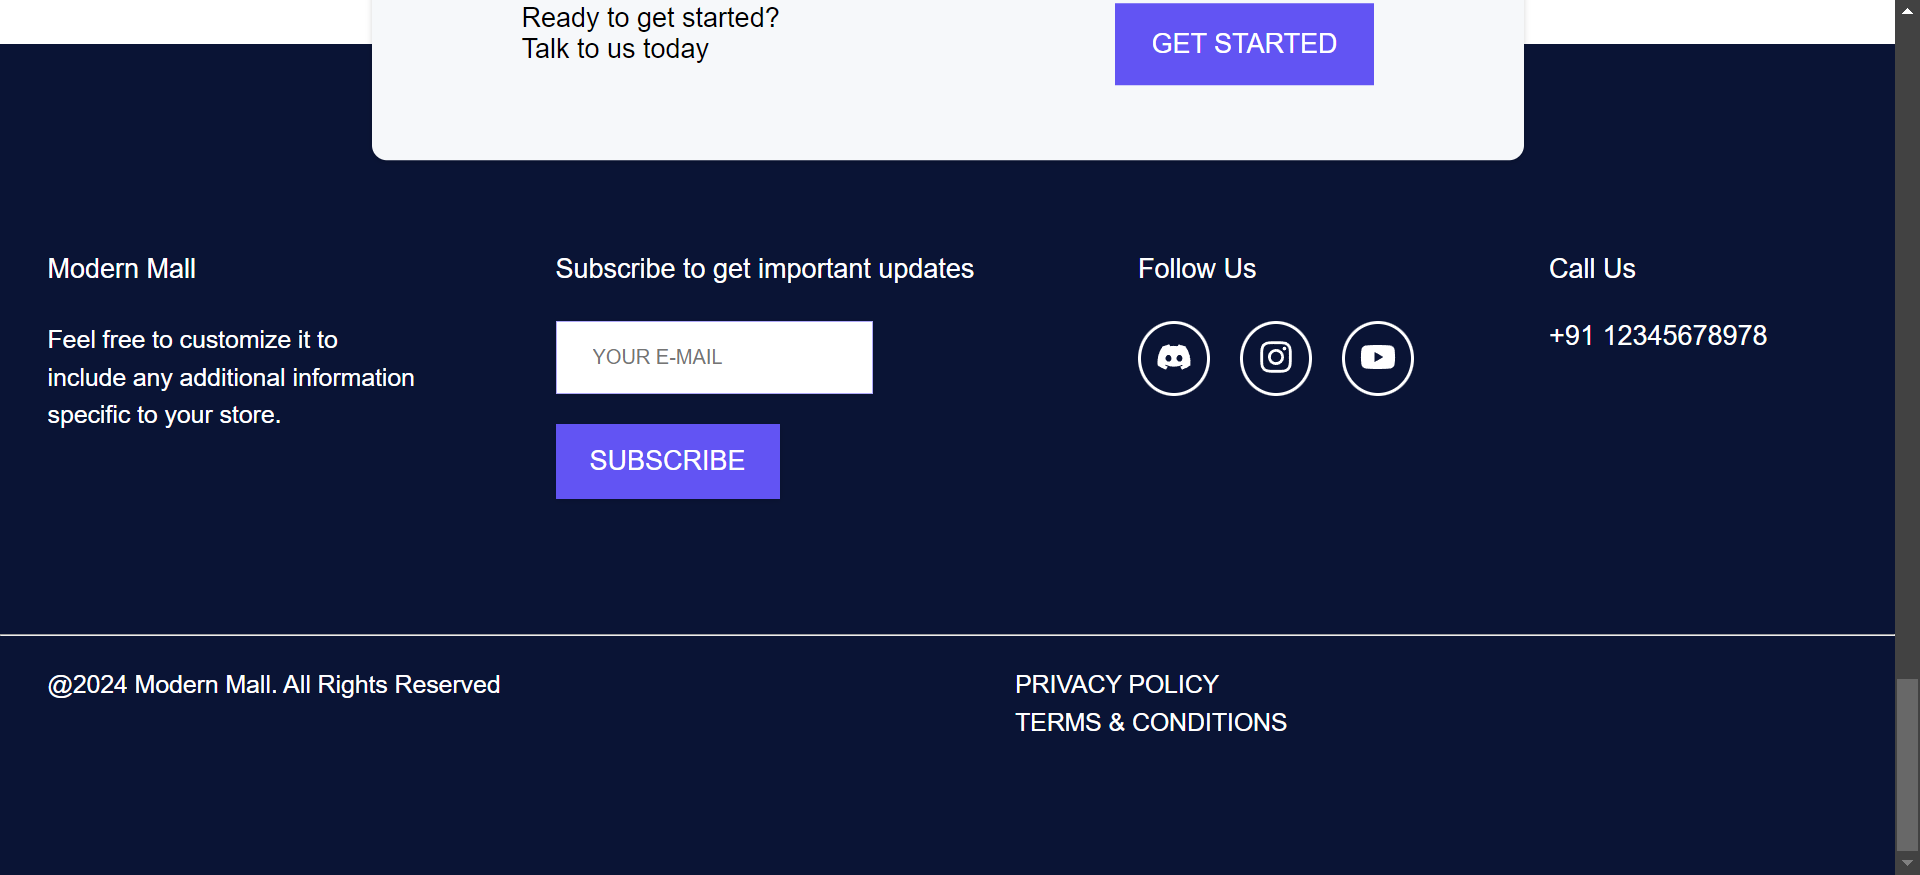 Ready to get started?
Talk to us today
GET STARTED
Modern Mall
Feel free to customize it to
include any additional information
specific to your store.
Subscribe to get important updates
YOUR E-MAIL
SUBSCRIBE
Follow Us
Call Us
+91 12345678978
@2024 Modern Mall. All Rights Reserved
PRIVACY POLICY
TERMS & CONDITIONS